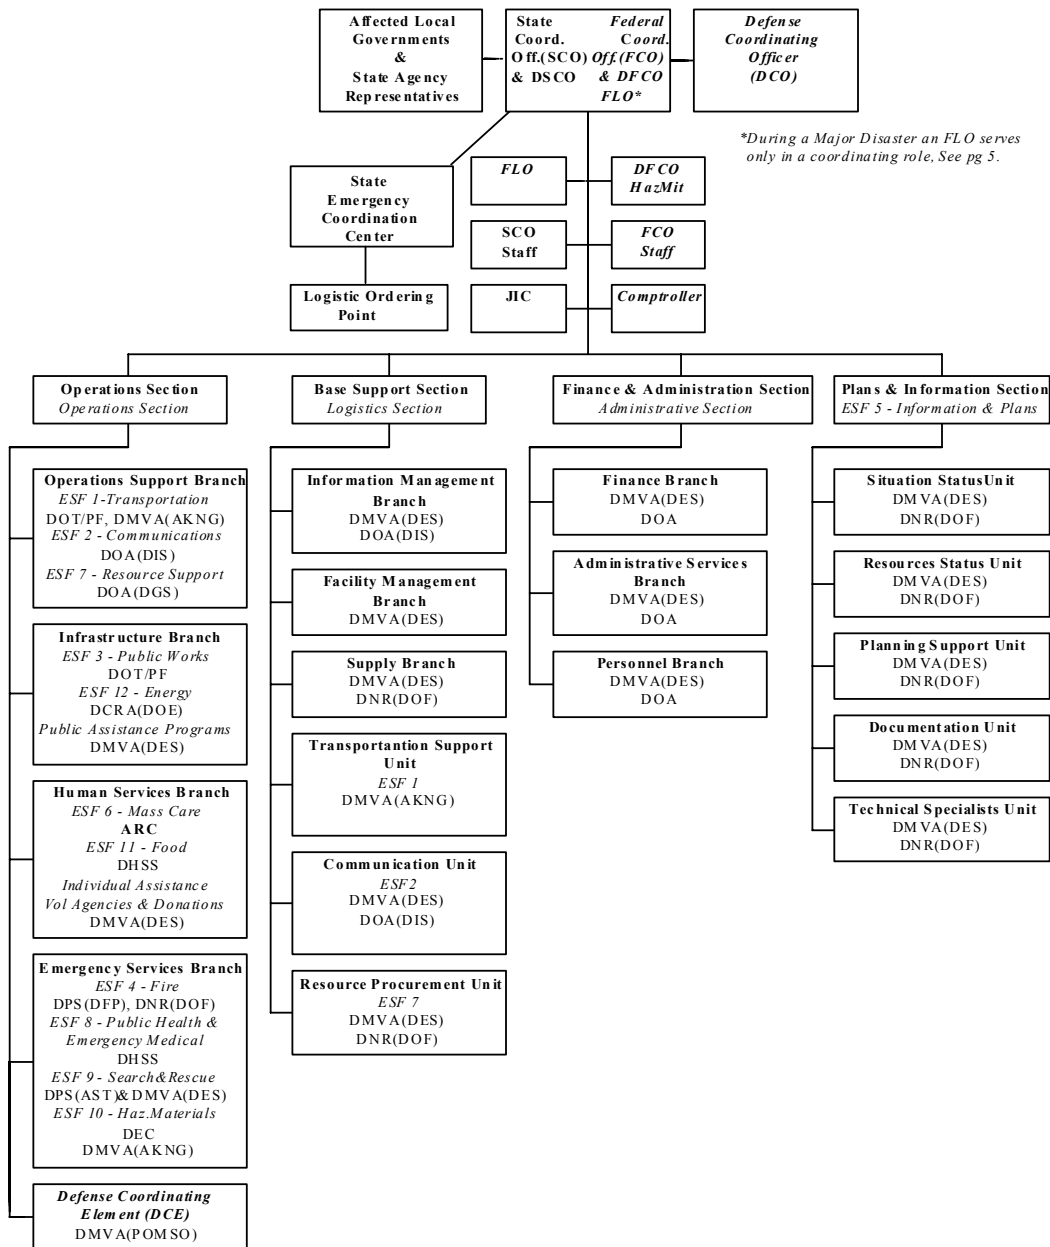 Affected Local
Governments
&
State Agency
Representatives
State
Coord.
Off.(SCO)
& DSCO
Federal
Coord.
Off.(FCO)
& DFCO
FLO*
Defense
Coordinating
Officer
(DCO)
*During a Major Disaster an FLO serves
only in a coordinating role, See pg 5.
State
Emergency
Coordination
Center
Logistic Ordering
Point
FLO
DFCO
HazMit
SCO
Staff
FCO
Staff
JIC
Comptroller
Operations Section
Operations Section
Base Support Section
Logistics Section
Finance & Administration Section
Administrative Section
Plans & Information Section
ESF 5 - Information & Plans
Operations Support Branch
ESF 1-Transportation
DOT/PF, DMVA(AKNG)
ESF 2 - Communications
DOA(DIS)
ESF 7 - Resource Support
DOA(DGS)
Infrastructure Branch
ESF 3 - Public Works
DOT/PF
ESF 12 - Energy
DCRA(DOE)
Public Assistance Programs
DMVA(DES)
Human Services Branch
ESF 6 - Mass Care
ARC
ESF 11 - Food
DHSS
Individual Assistance
Vol Agencies & Donations
DMVA(DES)
Emergency Services Branch
ESF 4 - Fire
DPS(DFP), DNR(DOF)
ESF 8 - Public Health &
Emergency Medical
DHSS
ESF 9 - Search&Rescue
DPS(AST)&DMVA(DES)
ESF 10 - Haz.Materials
DEC
DMVA(AKNG)
Defense Coordinating
Element (DCE)
DMVA(POMSO)
Information Management
Branch
DMVA(DES)
DOA(DIS)
Facility Management
Branch
DMVA(DES)
Supply Branch
DMVA(DES)
DNR(DOF)
Transportantion Support
Unit
ESF 1
DMVA(AKNG)
Communication Unit
ESF2
DMVA(DES)
DOA(DIS)
Resource Procurement Unit
ESF 7
DMVA(DES)
DNR(DOF)
Finance Branch
DMVA(DES)
DOA
Administrative Services
Branch
DMVA(DES)
DOA
Personnel Branch
DMVA(DES)
DOA
Situation StatusUnit
DMVA(DES)
DNR(DOF)
Resources Status Unit
DMVA(DES)
DNR(DOF)
Planning Support Unit
DMVA(DES)
DNR(DOF)
Documentation Unit
DMVA(DES)
DNR(DOF)
Technical Specialists Unit
DMVA(DES)
DNR(DOF)